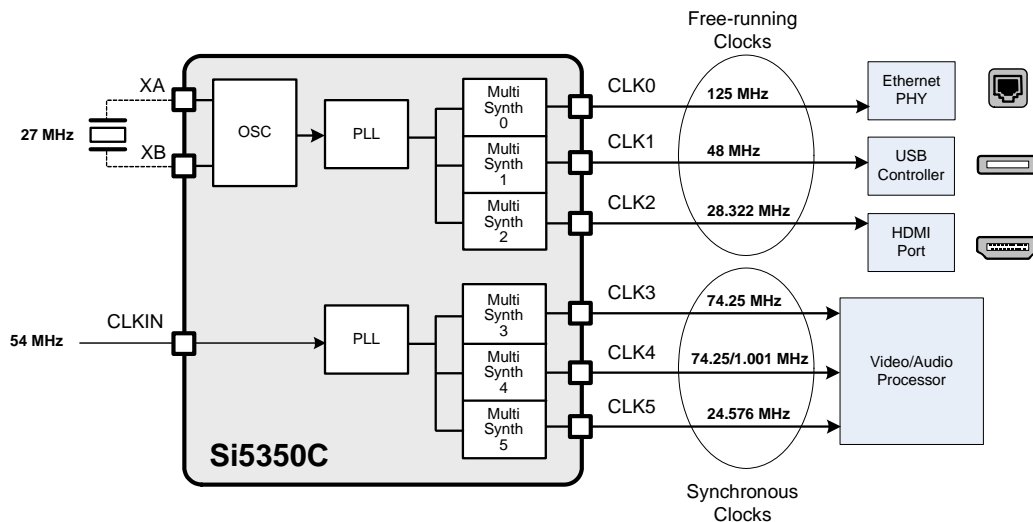 Free-running
Clocks
XA
27 MHz
XB
OSC
PLL
Multi
Synth
0
Multi
Synth
1
Multi
Synth
2
CLK0
125 MHz
Ethernet
PHY
CLK1
48 MHz
USB
Controller
CLK2
28.322 MHz
HDMI
Port
CLKIN
54 MHz
PLL
Multi
Synth
3
Multi
Synth
4
Multi
Synth
5
CLK3
74.25 MHz
CLK4
74.25/1.001 MHz
CLK5
24.576 MHz
Video/Audio
Processor
Si5350C
Synchronous
Clocks